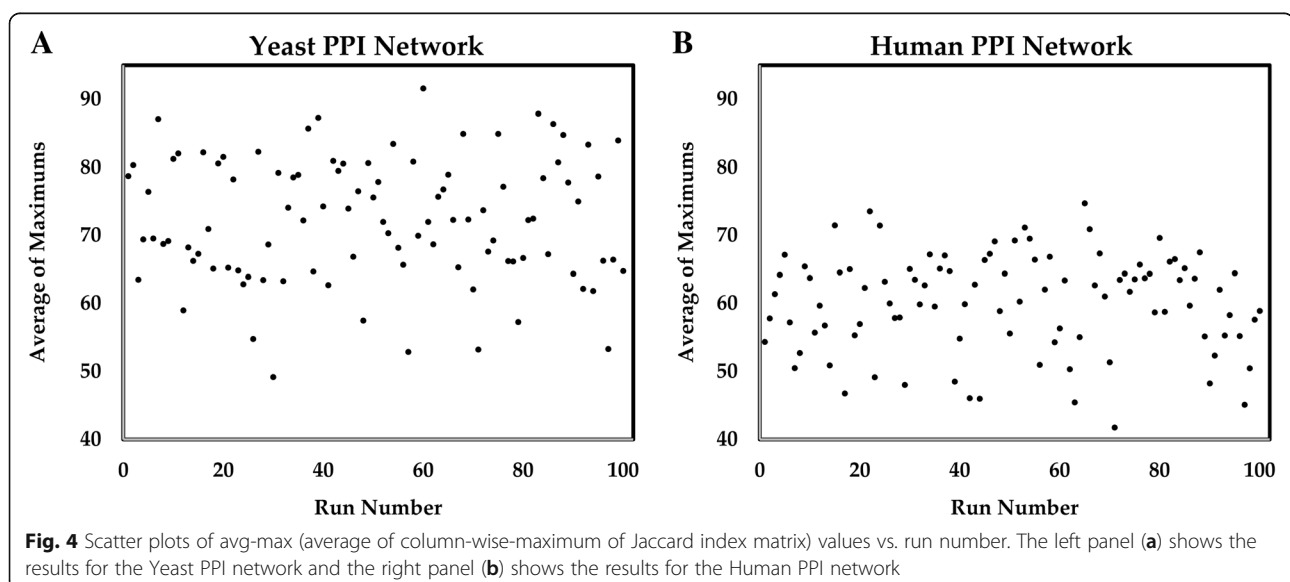 A
Yeast PPI Network
Average of Maximums
90
80
70
60
50
40
0 20 40 60 80 100
Run Number
B
Human PPI Network
Average of Maximums
90
80
70
60
50
40
0 20 40 60 80 100
Run Number
Fig. 4 Scatter plots of avg-max (average of column-wise-maximum of Jaccard index matrix) values vs. run number. The left panel (a) shows the
results for the Yeast PPI network and the right panel (b) shows the results for the Human PPI network